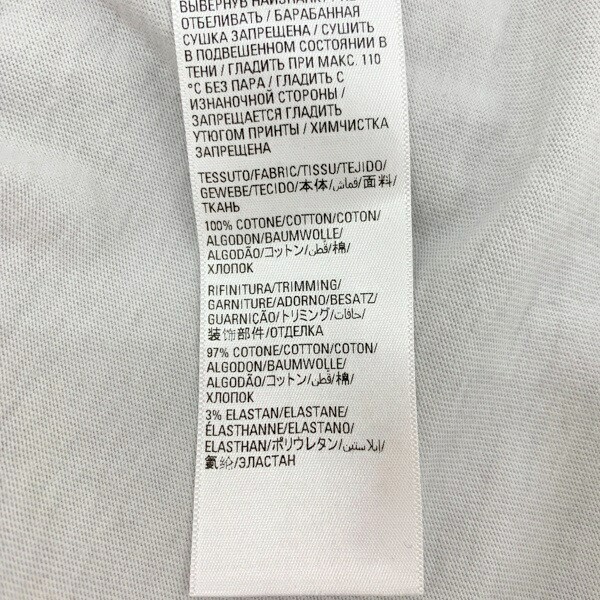 ВЫВЕРНУВ НАИЗНАНКУ /
ОТБЕЛИВАТЬ / БАРАБАННАЯ
СУШКА ЗАПРЕЩЕНА / СУШИТЬ
В ПОДВЕШЕННОМ СОСТОЯНИИ В
ТЕНИ / ГЛАДИТЬ ПРИ МАКС. 110
°C БЕЗ ПАРА / ГЛАДИТЬ С
ИЗНАНОЧНОЙ СТОРОНЫ /
ЗАПРЕЩАЕТСЯ ГЛАДИТЬ
УТЮГОМ ПРИНТЫ / ХИМЧИСТКА
ЗАПРЕЩЕНА
TESSUTO/FABRIC/TISSU/TEJIDO/
GEWEBE/TECIDO/本体/قماش/面料/
ТКАНЬ
100% COTONE/COTTON/COTON/
ALGODON/BAUMWOLLE/
ALGODÃO/コットン/قطن/棉/
ХЛОПОК
RIFINITURA/TRIMMING/
GARNITURE/ADORNO/BESATZ/
GUARNIÇÃO/トリミング/حافات/
装饰部件/ОТДЕЛКА
97% COTONE/COTTON/COTON/
ALGODON/BAUMWOLLE/
ALGODÃO/コットン/قطن/棉/
ХЛОПОК
3% ELASTAN/ELASTANE/
ÉLASTHANNE/ELASTANO/
ELASTHAN/ポリウレタン/إيلاستين/
氨纶/ЭЛАСТАН